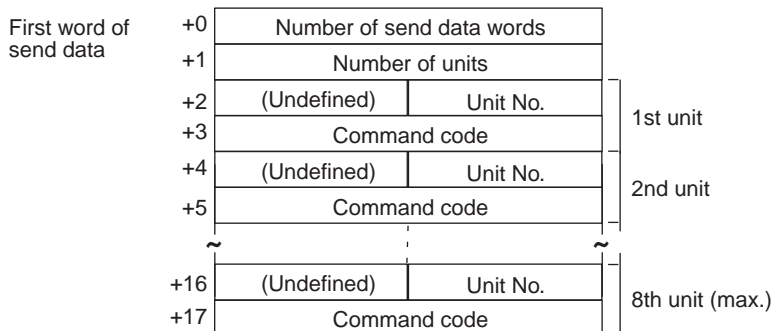 First word of
send data
+0 Number of send data words
+1 Number of units
+2 (Undefined) Unit No.
1st unit
+3 Command code
+4 (Undefined) Unit No.
2nd unit
+5 Command code
~ ~
+16 (Undefined) Unit No.
8th unit (max.)
+17 Command code